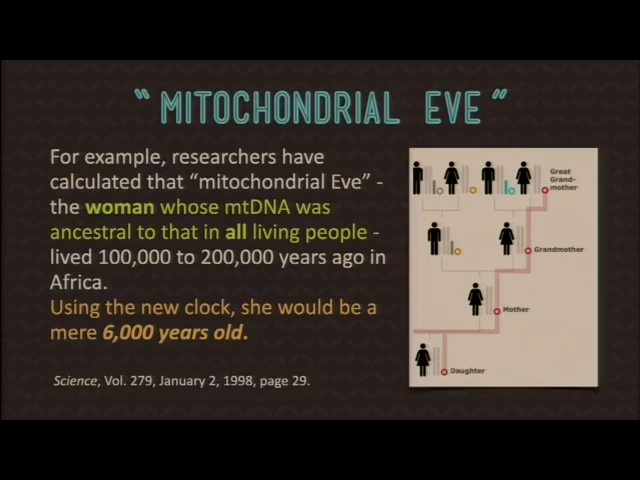 " MITOCHONDRIAL EVE "
For example, researchers have
calculated that “mitochondrial Eve” -
the woman whose mtDNA was
ancestral to that in all living people -
lived 100,000 to 200,000 years ago in
Africa.
Using the new clock, she would be a
mere 6,000 years old.
Science, Vol. 279, January 2, 1998, page 29.
Great
Grand-
mother
Grandmother
Mother
Daughter